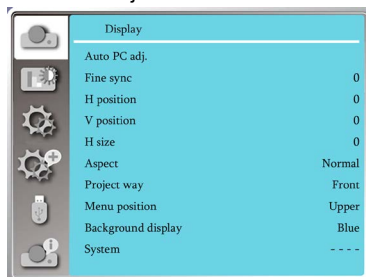 Display
Auto PC adj.
Fine sync 0
H position 0
V position 0
H size 0
Aspect Normal
Project way Front
Menu position Upper
Background display Blue
System - - - -